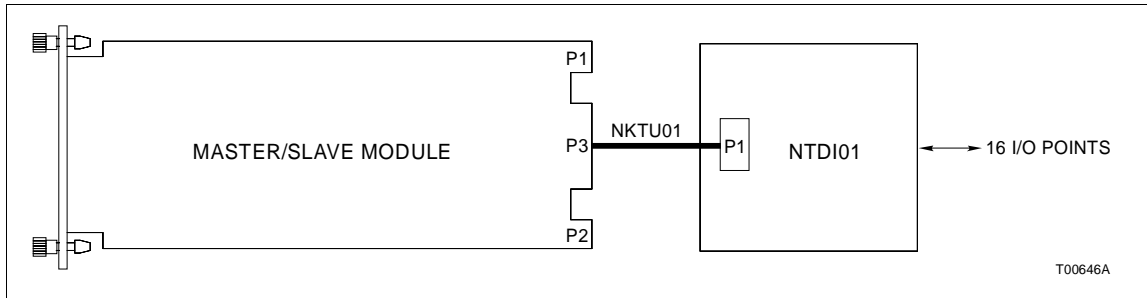 P1
NKTU01
MASTER/SLAVE MODULE
P3
P1
NTDI01
16 I/O POINTS
P2
T00646A